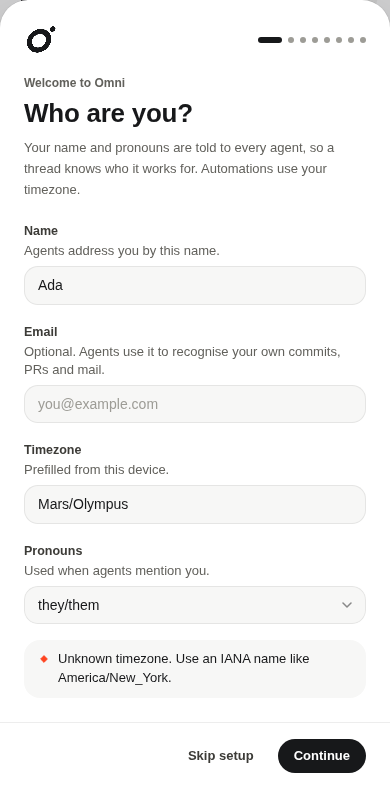 Welcome to Omni
Who are you?
Your name and pronouns are told to every agent, so a
thread knows who it works for. Automations use your
timezone.
Name
Agents address you by this name.
Ada
Email
Optional. Agents use it to recognise your own commits,
PRs and mail.
you@example.com
Timezone
Prefilled from this device.
Mars/Olympus
Pronouns
Used when agents mention you.
they/them
Unknown timezone. Use an IANA name like
America/New_York.
Skip setup
Continue